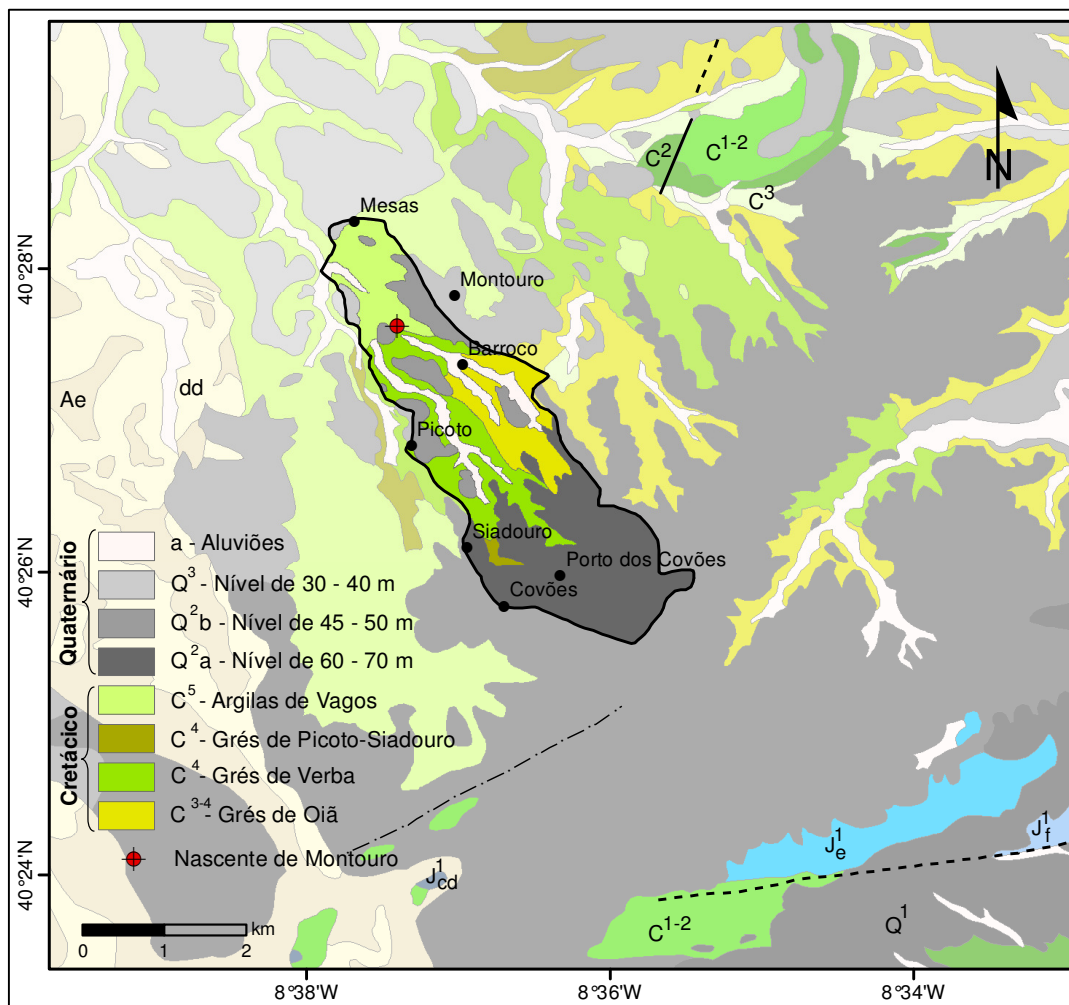 C²
C¹⁻²
C³
N
Mesas
40°28'N
Montouro
Barroco
Ae
dd
Picoto
Siadouro
Porto dos Covões
40°26'N
Covões
Quaternário
a - Aluviões
Q³ - Nível de 30 - 40 m
Q²b - Nível de 45 - 50 m
Q²a - Nível de 60 - 70 m
Cretácico
C⁵ - Argilas de Vagos
C⁴ - Grés de Picoto-Siadouro
C⁴ - Grés de Verba
C³⁻⁴ Grés de Oiã
Nascente de Montouro
40°24'N
J¹cd
J¹e
J¹f
C¹⁻²
Q¹
km
0 1 2
8°38'W 8°36'W 8°34'W